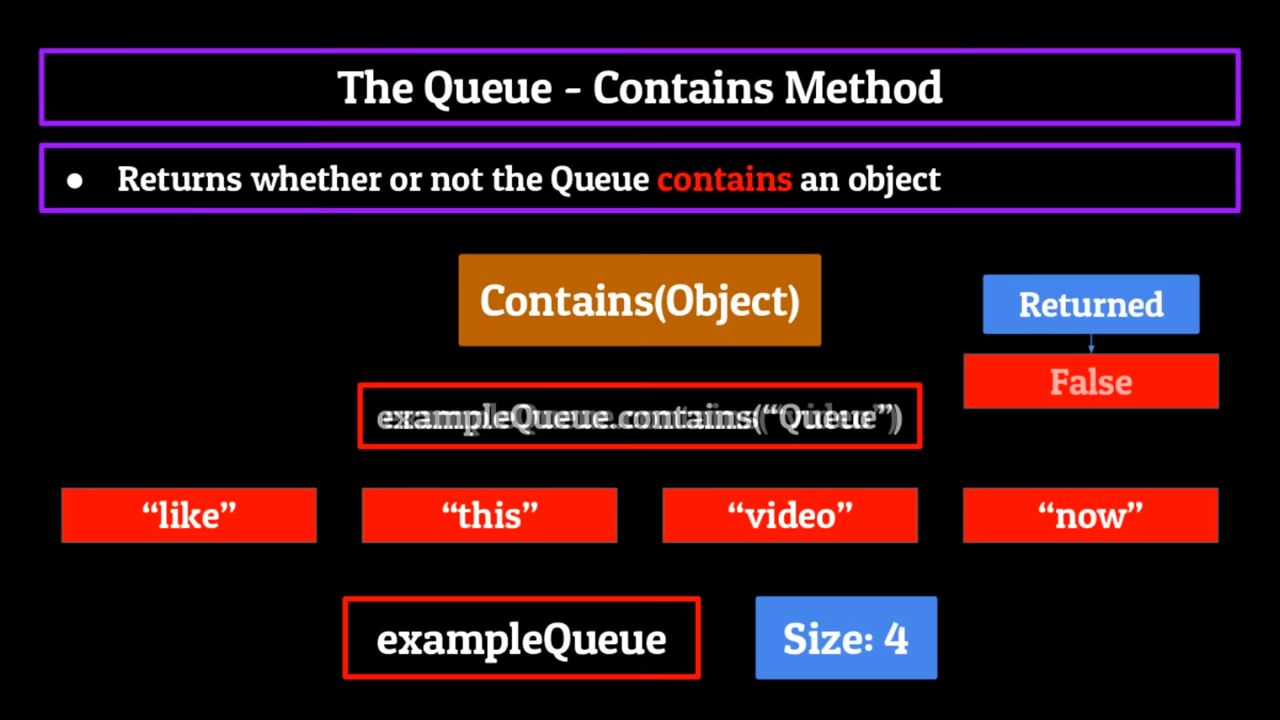 The Queue - Contains Method
● Returns whether or not the Queue contains an object
Contains(Object)
Returned
False
exampleQueue.contains(“Queue”)
“like”
“this”
“video”
“now”
exampleQueue
Size: 4